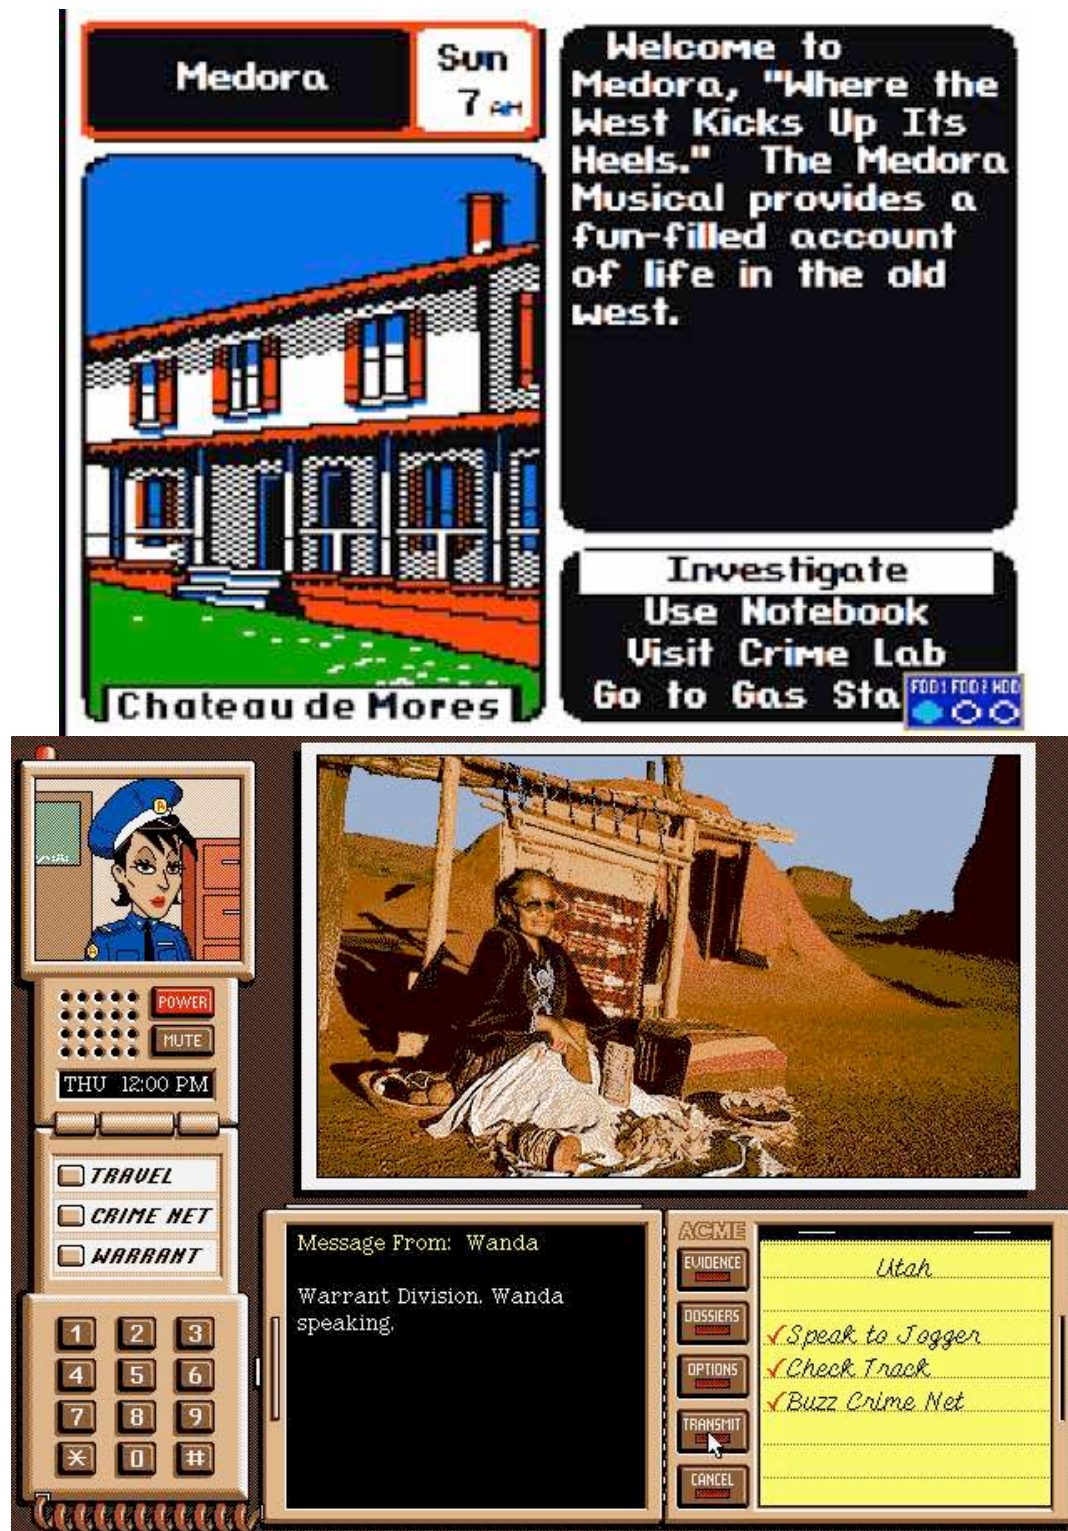 Medora
Sun
7 AM
Welcome to
Medora, "Where the
West Kicks Up Its
Heels." The Medora
Musical provides a
fun-filled account
of life in the old
west.
Investigate
Use Notebook
Visit Crime Lab
Go to Gas Sta
FDD1 FDD2 HDD
Chateau de Mores
A
A
POWER
MUTE
THU 12:00 PM
TRAVEL
CRIME NET
WARRANT
1 2 3
4 5 6
7 8 9
* 0 #
Message From: Wanda
Warrant Division. Wanda
speaking.
ACME
EVIDENCE
DOSSIERS
OPTIONS
TRANSMIT
CANCEL
Utah
✓Speak to Jogger
✓Check Track
✓Buzz Crime Net